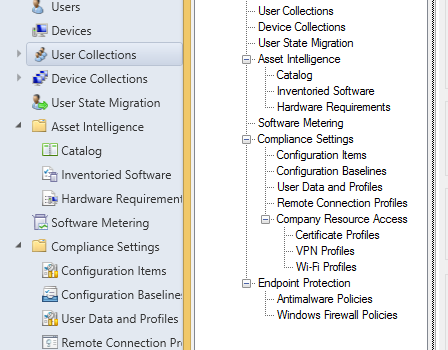 Users
Devices
User Collections
Device Collections
User State Migration
Asset Intelligence
Catalog
Inventoried Software
Hardware Requirement
Software Metering
Compliance Settings
Configuration Items
Configuration Baseline
User Data and Profiles
Remote Connection Pr
User Collections
Device Collections
User State Migration
Asset Intelligence
Catalog
Inventoried Software
Hardware Requirements
Software Metering
Compliance Settings
Configuration Items
Configuration Baselines
User Data and Profiles
Remote Connection Profiles
Company Resource Access
Certificate Profiles
VPN Profiles
Wi-Fi Profiles
Endpoint Protection
Antimalware Policies
Windows Firewall Policies